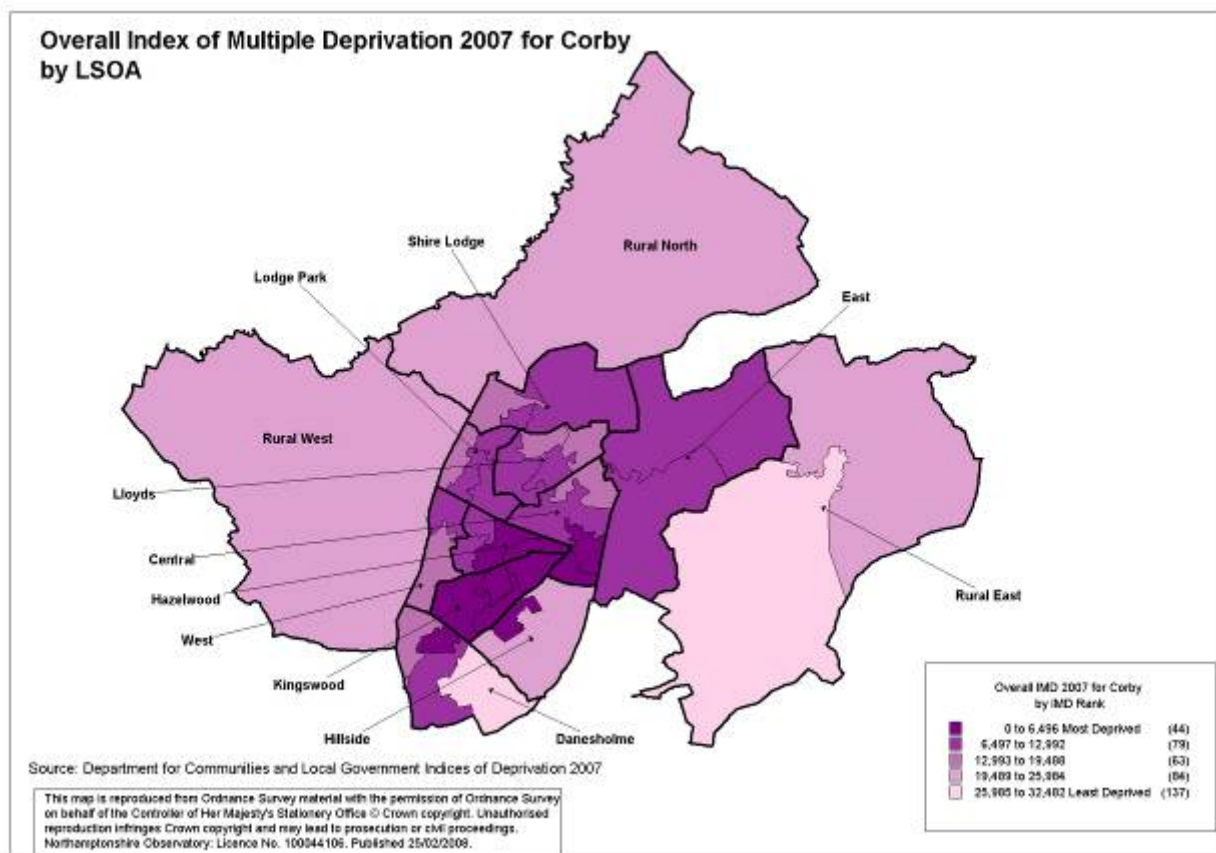 Overall Index of Multiple Deprivation 2007 for Corby
by LSOA
Shire Lodge
Rural North
Lodge Park
East
Rural West
Lloyds
Central
Hazelwood
West
Rural East
Kingswood
Hillside
Danesholme
Overall IMD 2007 for Corby
by IMD Rank
0 to 6,496 Most Deprived (44)
6,497 to 12,992 (79)
12,993 to 19,488 (63)
19,489 to 25,984 (84)
25,985 to 32,482 Least Deprived (137)
Source: Department for Communities and Local Government Indices of Deprivation 2007
This map is reproduced from Ordnance Survey material with the permission of Ordnance Survey
on behalf of the Controller of Her Majesty's Stationery Office © Crown copyright. Unauthorised
reproduction infringes Crown copyright and may lead to prosecution or civil proceedings.
Northamptonshire Observatory: Licence No. 100044106. Published 25/02/2008.